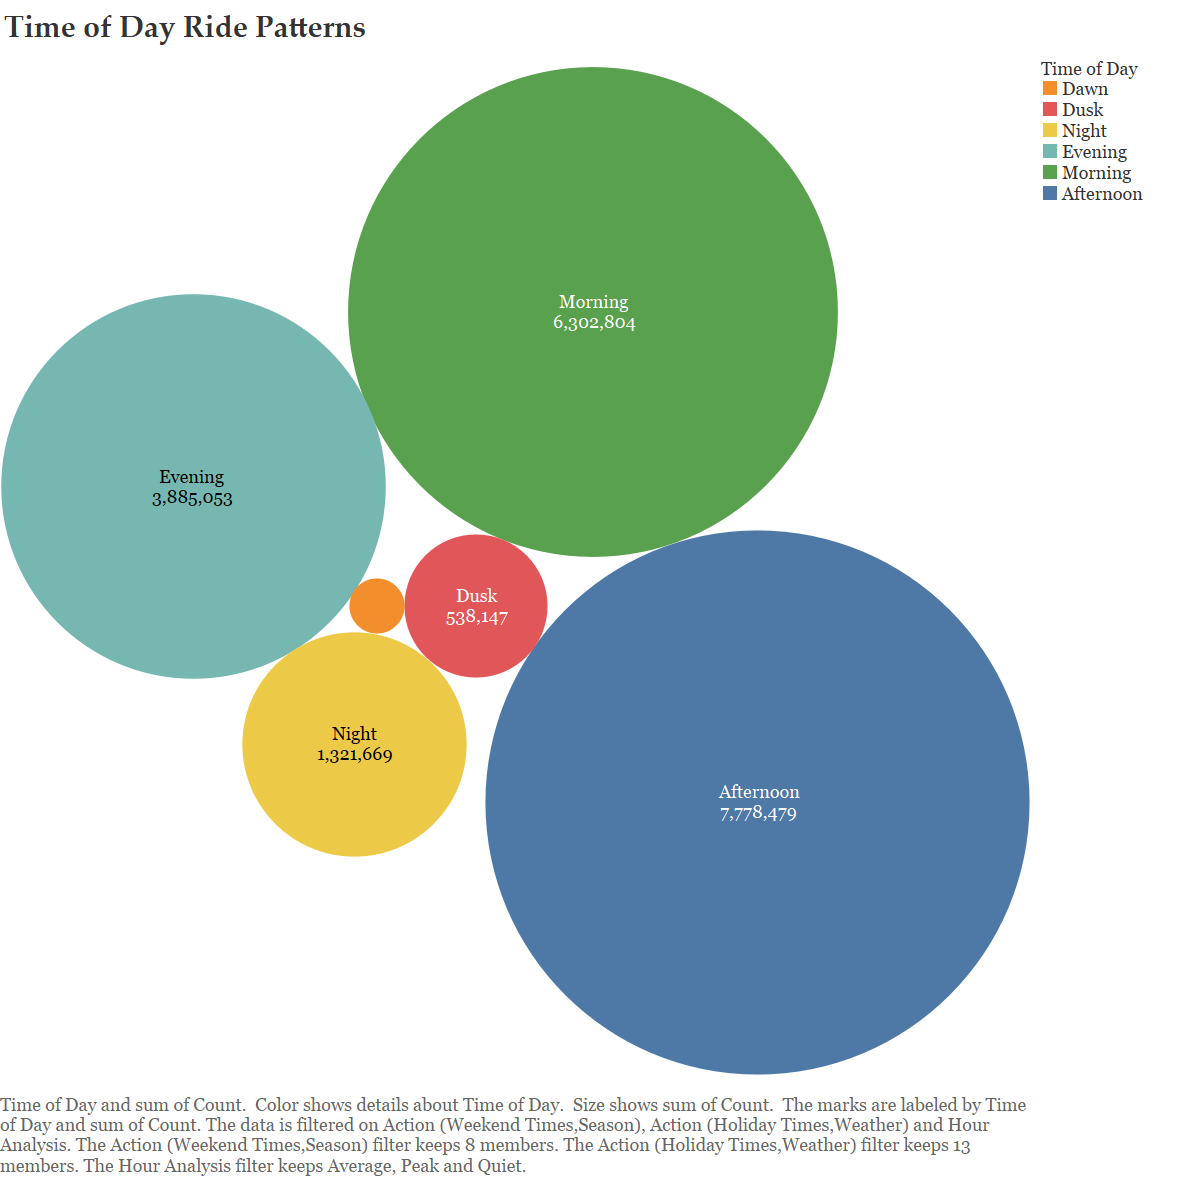 Time of Day Ride Patterns
Time of Day
Dawn
Dusk
Night
Evening
Morning
Afternoon
Morning
6,302,804
Evening
3,885,053
Dusk
538,147
Night
1,321,669
Afternoon
7,778,479
Time of Day and sum of Count.  Color shows details about Time of Day.  Size shows sum of Count.  The marks are labeled by Time
of Day and sum of Count. The data is filtered on Action (Weekend Times,Season), Action (Holiday Times,Weather) and Hour
Analysis. The Action (Weekend Times,Season) filter keeps 8 members. The Action (Holiday Times,Weather) filter keeps 13
members. The Hour Analysis filter keeps Average, Peak and Quiet.